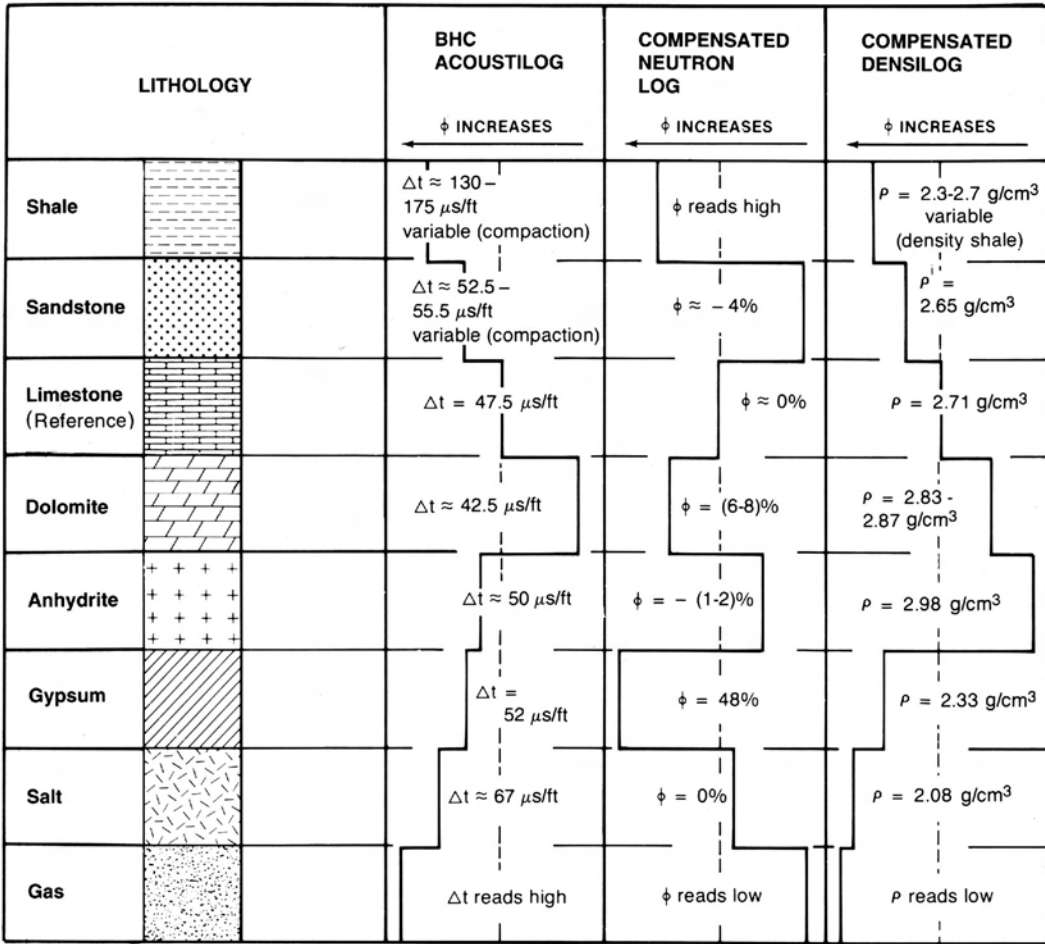 LITHOLOGY
BHC
ACOUSTILOG
ϕ INCREASES
COMPENSATED
NEUTRON
LOG
ϕ INCREASES
COMPENSATED
DENSILOG
ϕ INCREASES
Shale
Δt ≈ 130 –
175 μs/ft
variable (compaction)
ϕ reads high
ρ = 2.3-2.7 g/cm³
variable
(density shale)
Sandstone
Δt ≈ 52.5 –
55.5 μs/ft
variable (compaction)
ϕ ≈ – 4%
ρ =
2.65 g/cm³
Limestone
(Reference)
Δt = 47.5 μs/ft
ϕ ≈ 0%
ρ = 2.71 g/cm³
Dolomite
Δt ≈ 42.5 μs/ft
ϕ = (6-8)%
ρ = 2.83 -
2.87 g/cm³
Anhydrite
Δt ≈ 50 μs/ft
ϕ = – (1-2)%
ρ = 2.98 g/cm³
Gypsum
Δt =
52 μs/ft
ϕ = 48%
ρ = 2.33 g/cm³
Salt
Δt ≈ 67 μs/ft
ϕ = 0%
ρ = 2.08 g/cm³
Gas
Δt reads high
ϕ reads low
ρ reads low